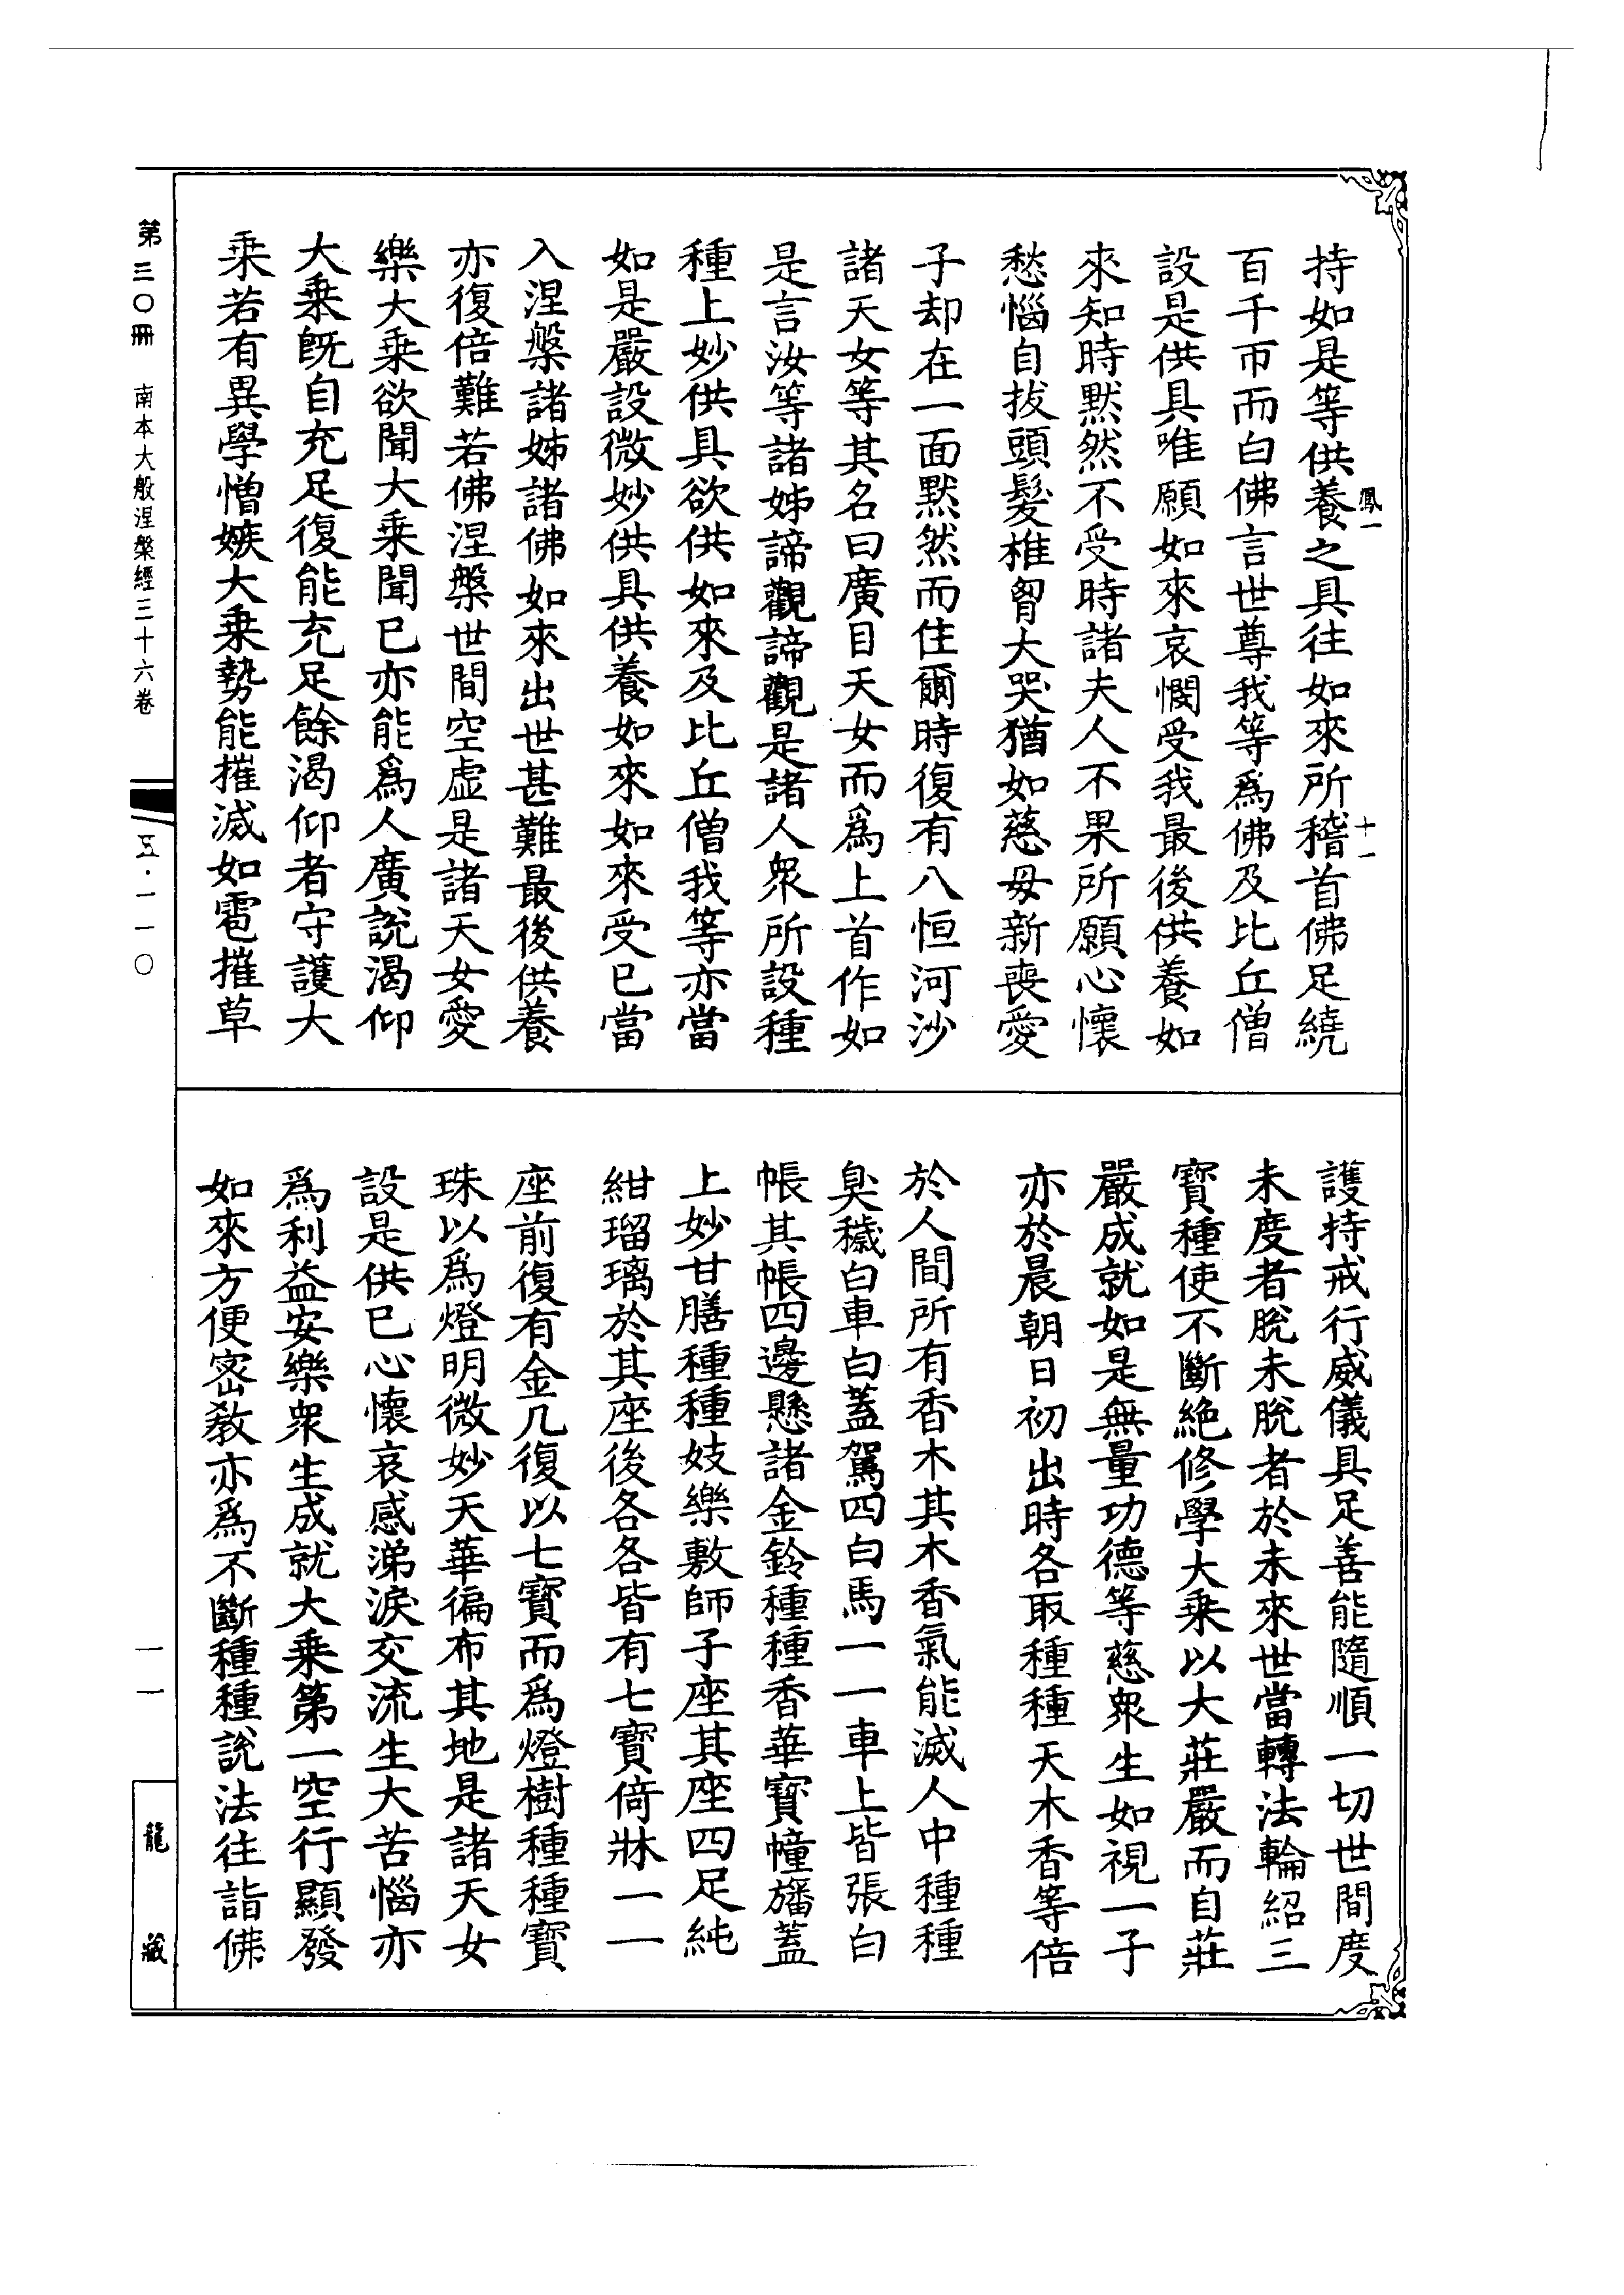 持如是等供養之具往如來所稽首佛足繞
百千帀而白佛言世尊我等爲佛及比丘僧
設是供具唯願如來哀憫受我最後供養如
來知時默然不受時諸夫人不果所願心懷
愁惱自拔頭髮椎胷大哭猶如慈母新喪愛
子却在一面默然而住爾時復有八恒河沙
諸天女等其名曰廣目天女而爲上首作如
是言汝等諸姊諦觀諦觀是諸人衆所設種
種上妙供具欲供如來及比丘僧我等亦當
如是嚴設微妙供具供養如來如來受已當
入涅槃諸姊諸佛如來出世甚難最後供養
亦復倍難若佛涅槃世間空虛是諸天女愛
樂大乘欲聞大乘聞已亦能爲人廣說渴仰
大乘旣自充足復能充足餘渴仰者守護大
乘若有異學憎嫉大乘勢能摧滅如雹摧草
護持戒行威儀具足善能隨順一切世間度
未度者脫未脫者於未來世當轉法輪紹三
寶種使不斷絕修學大乘以大莊嚴而自莊
嚴成就如是無量功德等慈衆生如視一子
亦於晨朝日初出時各取種種天木香等倍
於人間所有香木其木香氣能滅人中種種
臭穢白車白蓋駕四白馬一一車上皆張白
帳其帳四邊懸諸金鈴種種香華寶幢旛蓋
上妙甘膳種種妓樂敷師子座其座四足純
紺瑠璃於其座後各各皆有七寶倚牀一一
座前復有金几復以七寶而爲燈樹種種寶
珠以爲燈明微妙天華徧布其地是諸天女
設是供已心懷哀感涕淚交流生大苦惱亦
爲利益安樂衆生成就大乘第一空行顯發
如來方便密教亦爲不斷種種說法往詣佛
鳳一
十一
第三〇冊 南本大般涅槃經三十六卷
五·一一〇
一一
龍藏